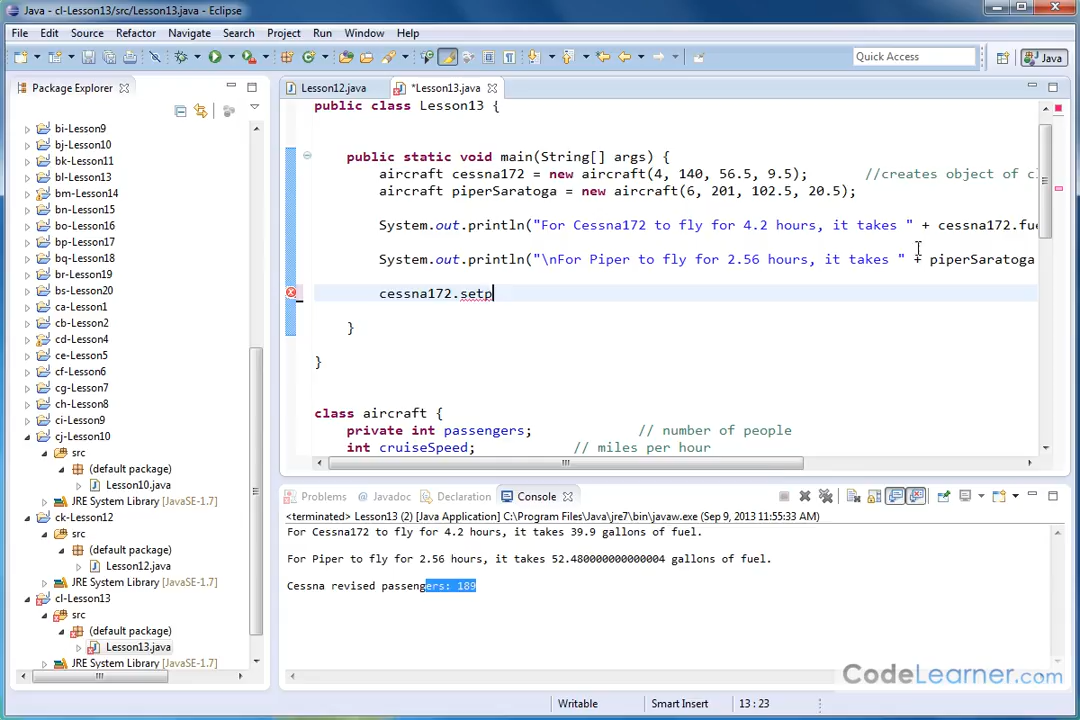 Java - cl-Lesson13/src/Lesson13.java - Eclipse
File Edit Source Refactor Navigate Search Project Run Window Help
Quick Access Java
Package Explorer
bi-Lesson9
bj-Lesson10
bk-Lesson11
bl-Lesson13
bm-Lesson14
bn-Lesson15
bo-Lesson16
bp-Lesson17
bq-Lesson18
br-Lesson19
bs-Lesson20
ca-Lesson1
cb-Lesson2
cd-Lesson4
ce-Lesson5
cf-Lesson6
cg-Lesson7
ch-Lesson8
ci-Lesson9
cj-Lesson10
src
(default package)
Lesson10.java
JRE System Library [JavaSE-1.7]
ck-Lesson12
src
(default package)
Lesson12.java
JRE System Library [JavaSE-1.7]
cl-Lesson13
src
(default package)
Lesson13.java
JRE System Library [JavaSE-1.7]
Lesson12.java *Lesson13.java
public class Lesson13 {
public static void main(String[] args) {
aircraft cessna172 = new aircraft(4, 140, 56.5, 9.5); //creates object of c
aircraft piperSaratoga = new aircraft(6, 201, 102.5, 20.5);
System.out.println("For Cessna172 to fly for 4.2 hours, it takes " + cessna172.fue
System.out.println("\nFor Piper to fly for 2.56 hours, it takes " + piperSaratoga
cessna172.setp
}
}
class aircraft {
private int passengers; // number of people
int cruiseSpeed; // miles per hour
Problems Javadoc Declaration Console
<terminated> Lesson13 (2) [Java Application] C:\Program Files\Java\jre7\bin\javaw.exe (Sep 9, 2013 11:55:33 AM)
For Cessna172 to fly for 4.2 hours, it takes 39.9 gallons of fuel.
For Piper to fly for 2.56 hours, it takes 52.480000000000004 gallons of fuel.
Cessna revised passengers: 189
CodeLearner.com
Writable Smart Insert 13 : 23